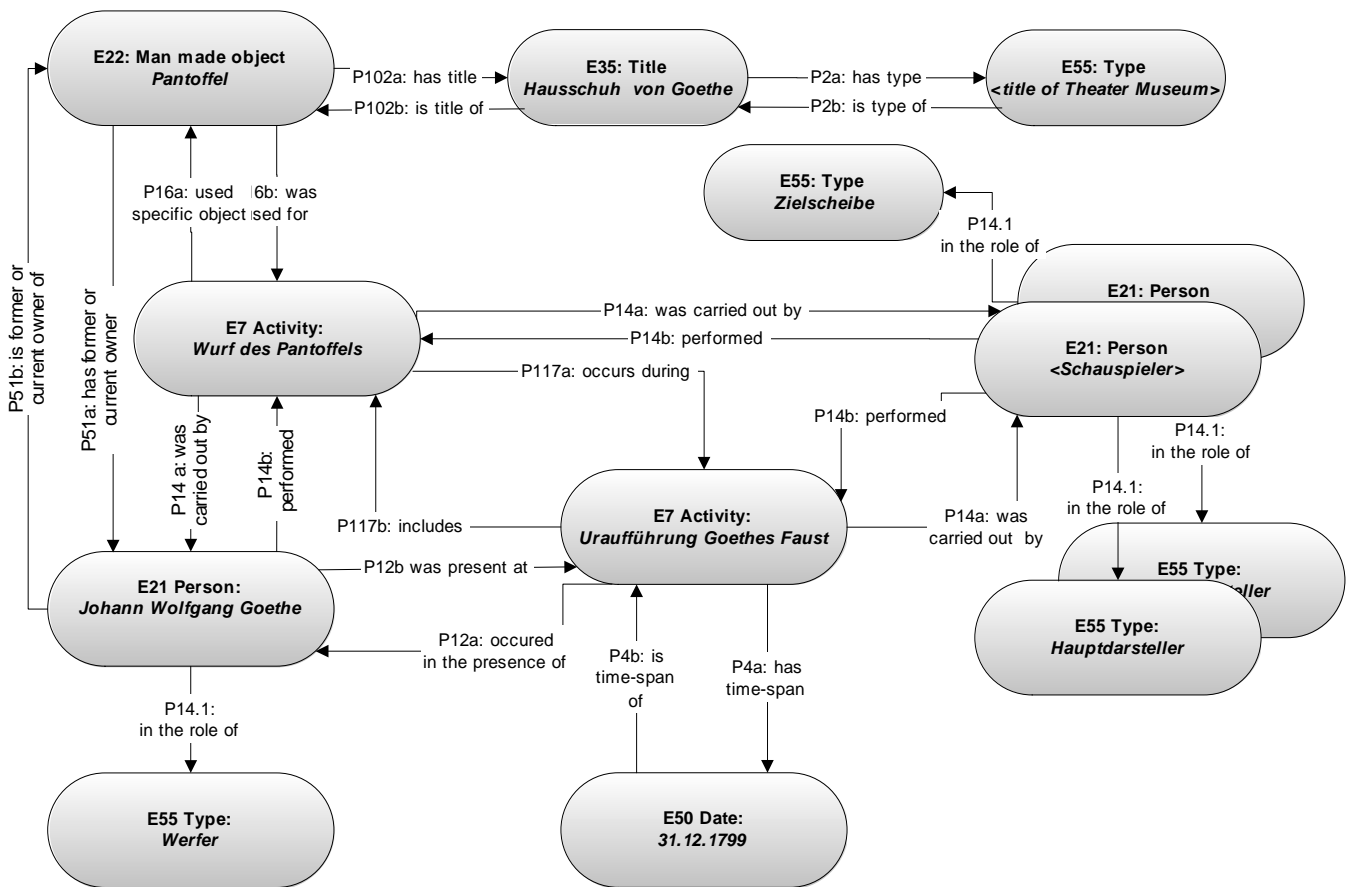 E22: Man made object
Pantoffel
P102a: has title
P102b: is title of
E35: Title
Hausschuh von Goethe
P2a: has type
P2b: is type of
E55: Type
<title of Theater Museum>
E55: Type
Zielscheibe
P16a: used
specific object
6b: was
sed for
P14.1
in the role of
P51b: is former or
current owner of
P51a: has former or
current owner
E7 Activity:
Wurf des Pantoffels
P14a: was carried out by
P14b: performed
E21: Person
E21: Person
<Schauspieler>
P117a: occurs during
P14b: performed
P14 a: was
carried out by
P14b:
performed
P14.1:
in the role of
P14.1:
in the role of
P117b: includes
E7 Activity:
Uraufführung Goethes Faust
P14a: was
carried out by
E21 Person:
Johann Wolfgang Goethe
P12b was present at
P12a: occured
in the presence of
P4b: is
time-span
of
P4a: has
time-span
E55 Type:
eller
E55 Type:
Hauptdarsteller
P14.1:
in the role of
E55 Type:
Werfer
E50 Date:
31.12.1799